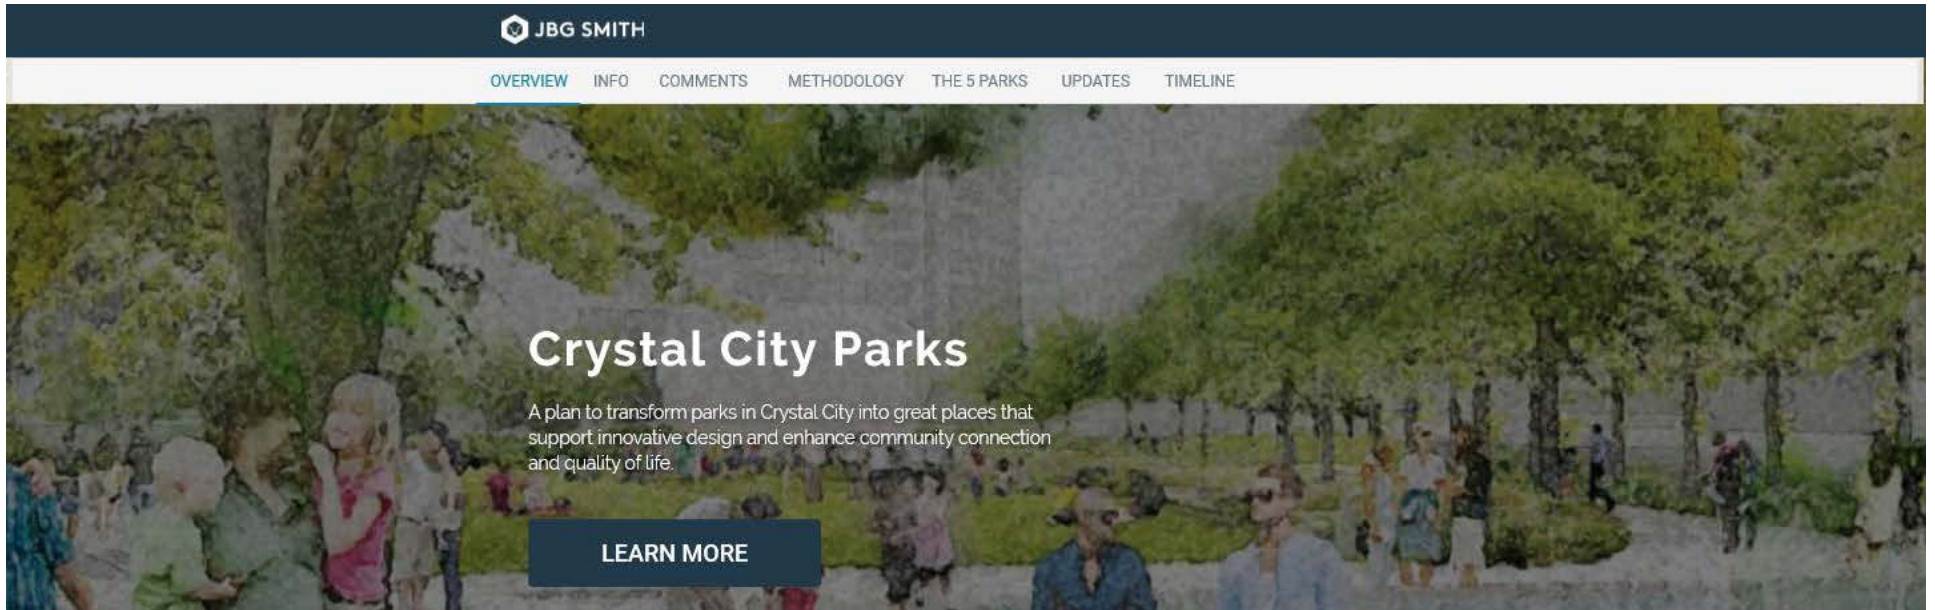 JBG SMITH
OVERVIEW INFO COMMENTS METHODOLOGY THE 5 PARKS UPDATES TIMELINE
Crystal City Parks
A plan to transform parks in Crystal City into great places that
support innovative design and enhance community connection
and quality of life.
LEARN MORE